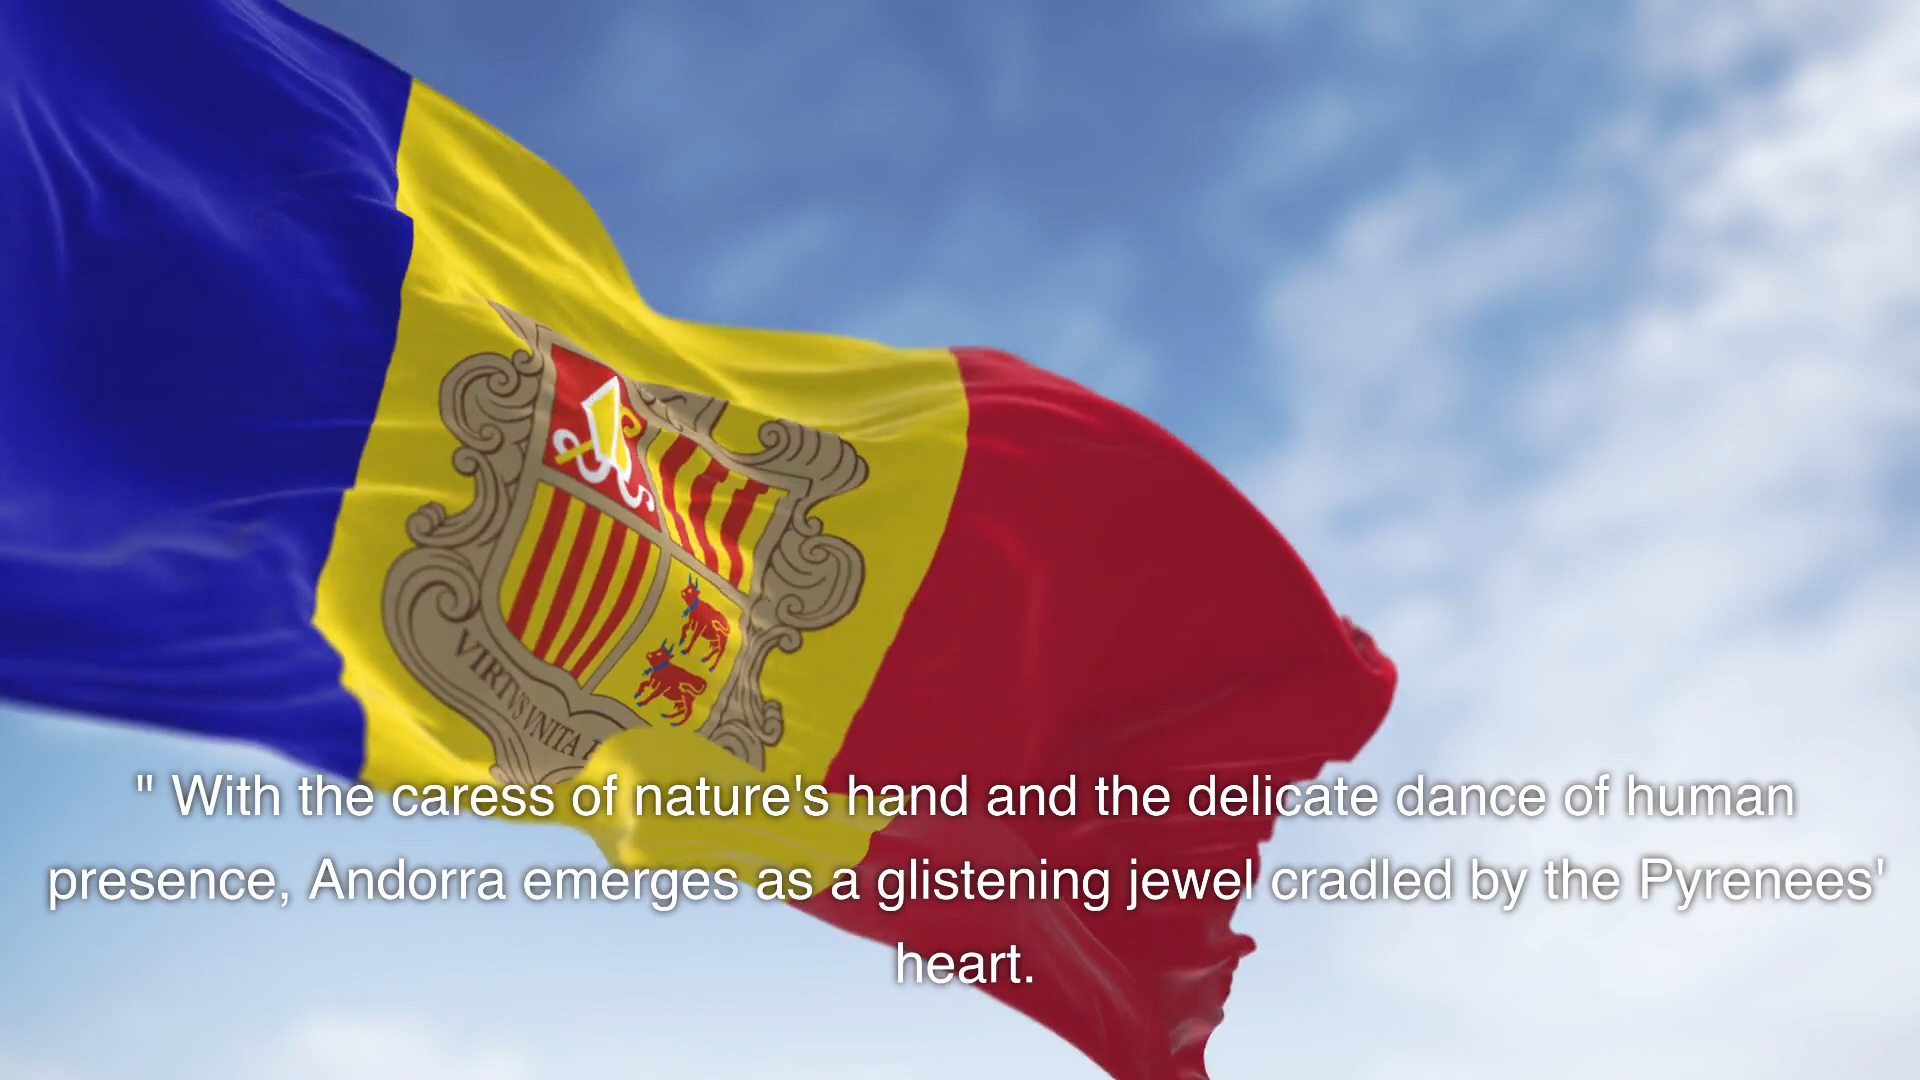 VIRTVS VNITA
" With the caress of nature's hand and the delicate dance of human
presence, Andorra emerges as a glistening jewel cradled by the Pyrenees'
heart.